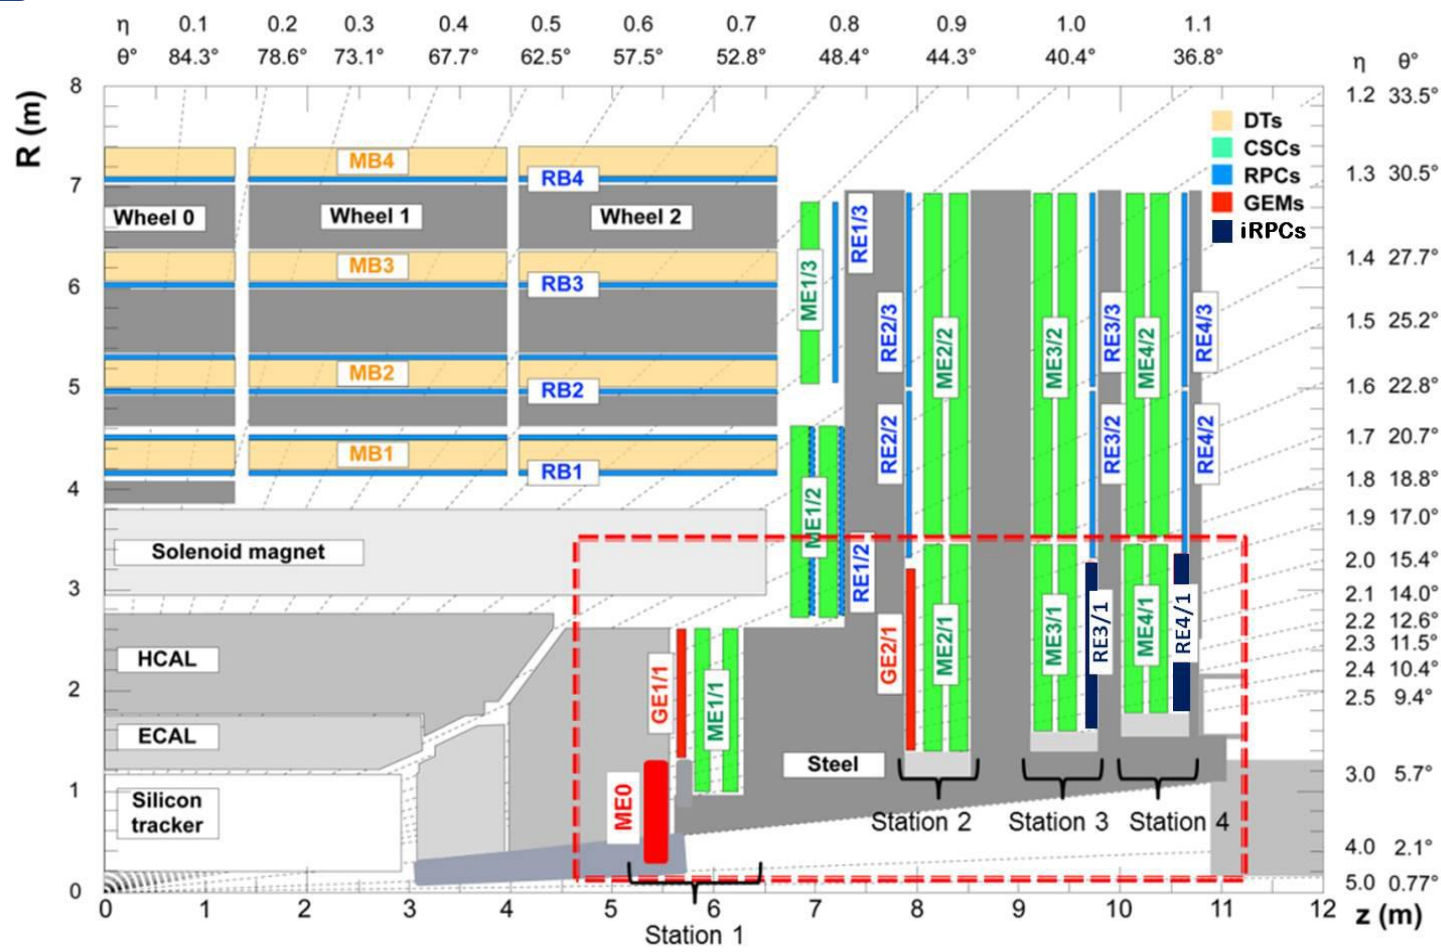 η 0.1 0.2 0.3 0.4 0.5 0.6 0.7 0.8 0.9 1.0 1.1
θ° 84.3° 78.6° 73.1° 67.7° 62.5° 57.5° 52.8° 48.4° 44.3° 40.4° 36.8° η θ°
R (m)
8
7
6
5
4
3
2
1
0
1.2 33.5°
1.3 30.5°
1.4 27.7°
1.5 25.2°
1.6 22.8°
1.7 20.7°
1.8 18.8°
1.9 17.0°
2.0 15.4°
2.1 14.0°
2.2 12.6°
2.3 11.5°
2.4 10.4°
2.5 9.4°
3.0 5.7°
4.0 2.1°
5.0 0.77°
DTs
CSCs
RPCs
GEMs
iRPCs
MB4
RB4
Wheel 0 Wheel 1 Wheel 2
MB3
RB3
MB2
RB2
MB1
RB1
Solenoid magnet
HCAL
ECAL
Silicon
tracker
ME1/3
RE1/3
ME1/2
RE1/2
RE2/3
RE2/2
ME2/2
ME3/2
RE3/3
RE3/2
ME4/2
RE4/3
RE4/2
GE1/1
ME1/1
ME0
GE2/1
ME2/1
ME3/1
RE3/1
ME4/1
RE4/1
Steel
Station 2 Station 3 Station 4
0 1 2 3 4 5 6 7 8 9 10 11 12 z (m)
Station 1